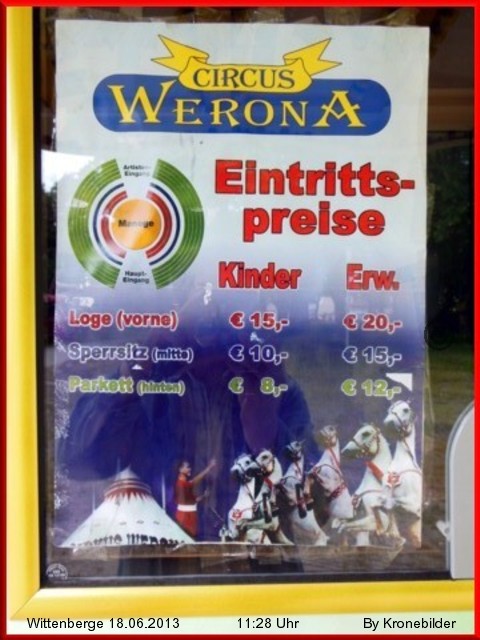 CIRCUS
WERONA
Artisten-
Eingang
Manege
Haupt-
Eingang
Eintritts-
preise
Kinder Erw.
Loge (vorne) € 15,- € 20,-
Sperrsitz (mitte) € 10,- € 15,-
Parkett (hinten) € 8,- € 12,-
Wittenberge 18.06.2013 11:28 Uhr By Kronebilder